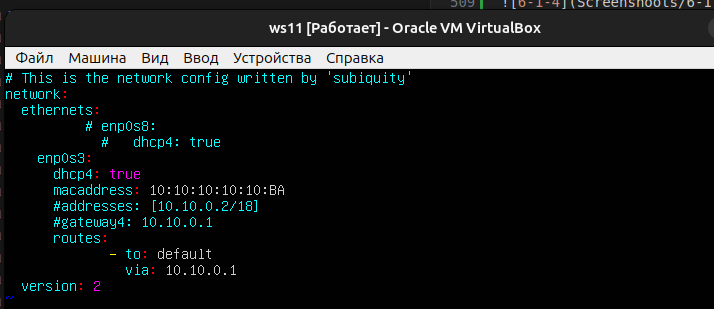 509 ![6-1-4](Screenshoots/6-1
ws11 [Работает] - Oracle VM VirtualBox
Файл Машина Вид Ввод Устройства Справка
# This is the network config written by 'subiquity'
network:
  ethernets:
          # enp0s8:
            #   dhcp4: true
    enp0s3:
      dhcp4: true
      macaddress: 10:10:10:10:10:BA
      #addresses: [10.10.0.2/18]
      #gateway4: 10.10.0.1
      routes:
             - to: default
               via: 10.10.0.1
  version: 2
~